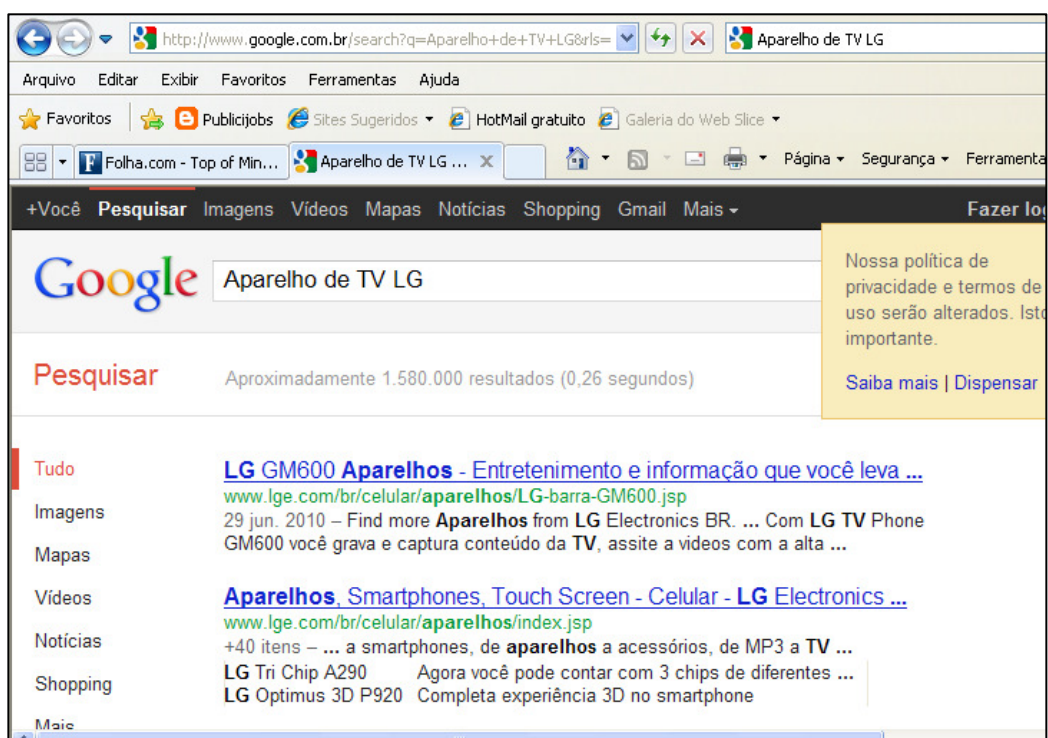 http://www.google.com.br/search?q=Aparelho+de+TV+LG&rls= Aparelho de TV LG
Arquivo Editar Exibir Favoritos Ferramentas Ajuda
Favoritos Publicijobs Sites Sugeridos HotMail gratuito Galeria do Web Slice
Folha.com - Top of Min... Aparelho de TV LG ... Página Segurança Ferramenta
+Você Pesquisar Imagens Vídeos Mapas Notícias Shopping Gmail Mais Fazer log
Google Aparelho de TV LG
Nossa política de
privacidade e termos de
uso serão alterados. Isto
importante.
Saiba mais | Dispensar
Pesquisar Aproximadamente 1.580.000 resultados (0,26 segundos)
Tudo
Imagens
Mapas
Vídeos
Notícias
Shopping
Mais
LG GM600 Aparelhos - Entretenimento e informação que você leva ...
www.lge.com/br/celular/aparelhos/LG-barra-GM600.jsp
29 jun. 2010 – Find more Aparelhos from LG Electronics BR. ... Com LG TV Phone
GM600 você grava e captura conteúdo da TV, assite a videos com a alta ...
Aparelhos, Smartphones, Touch Screen - Celular - LG Electronics ...
www.lge.com/br/celular/aparelhos/index.jsp
+40 itens – ... a smartphones, de aparelhos a acessórios, de MP3 a TV ...
LG Tri Chip A290 Agora você pode contar com 3 chips de diferentes ...
LG Optimus 3D P920 Completa experiência 3D no smartphone